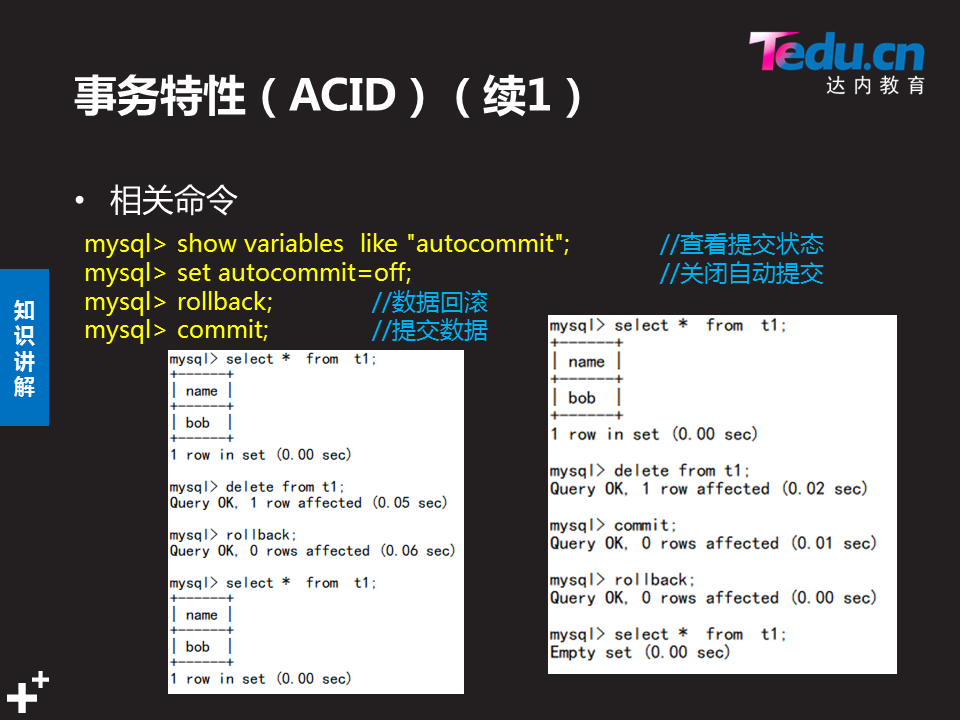 Tedu.cn
达内教育
事务特性（ACID）（续1）
• 相关命令
mysql> show variables like "autocommit"; //查看提交状态
mysql> set autocommit=off; //关闭自动提交
mysql> rollback; //数据回滚
mysql> commit; //提交数据
知识讲解
mysql> select * from t1;
+------+
| name |
+------+
| bob |
+------+
1 row in set (0.00 sec)
mysql> delete from t1;
Query OK, 1 row affected (0.05 sec)
mysql> rollback;
Query OK, 0 rows affected (0.06 sec)
mysql> select * from t1;
+------+
| name |
+------+
| bob |
+------+
1 row in set (0.00 sec)
mysql> select * from t1;
+------+
| name |
+------+
| bob |
+------+
1 row in set (0.00 sec)
mysql> delete from t1;
Query OK, 1 row affected (0.02 sec)
mysql> commit;
Query OK, 0 rows affected (0.01 sec)
mysql> rollback;
Query OK, 0 rows affected (0.00 sec)
mysql> select * from t1;
Empty set (0.00 sec)